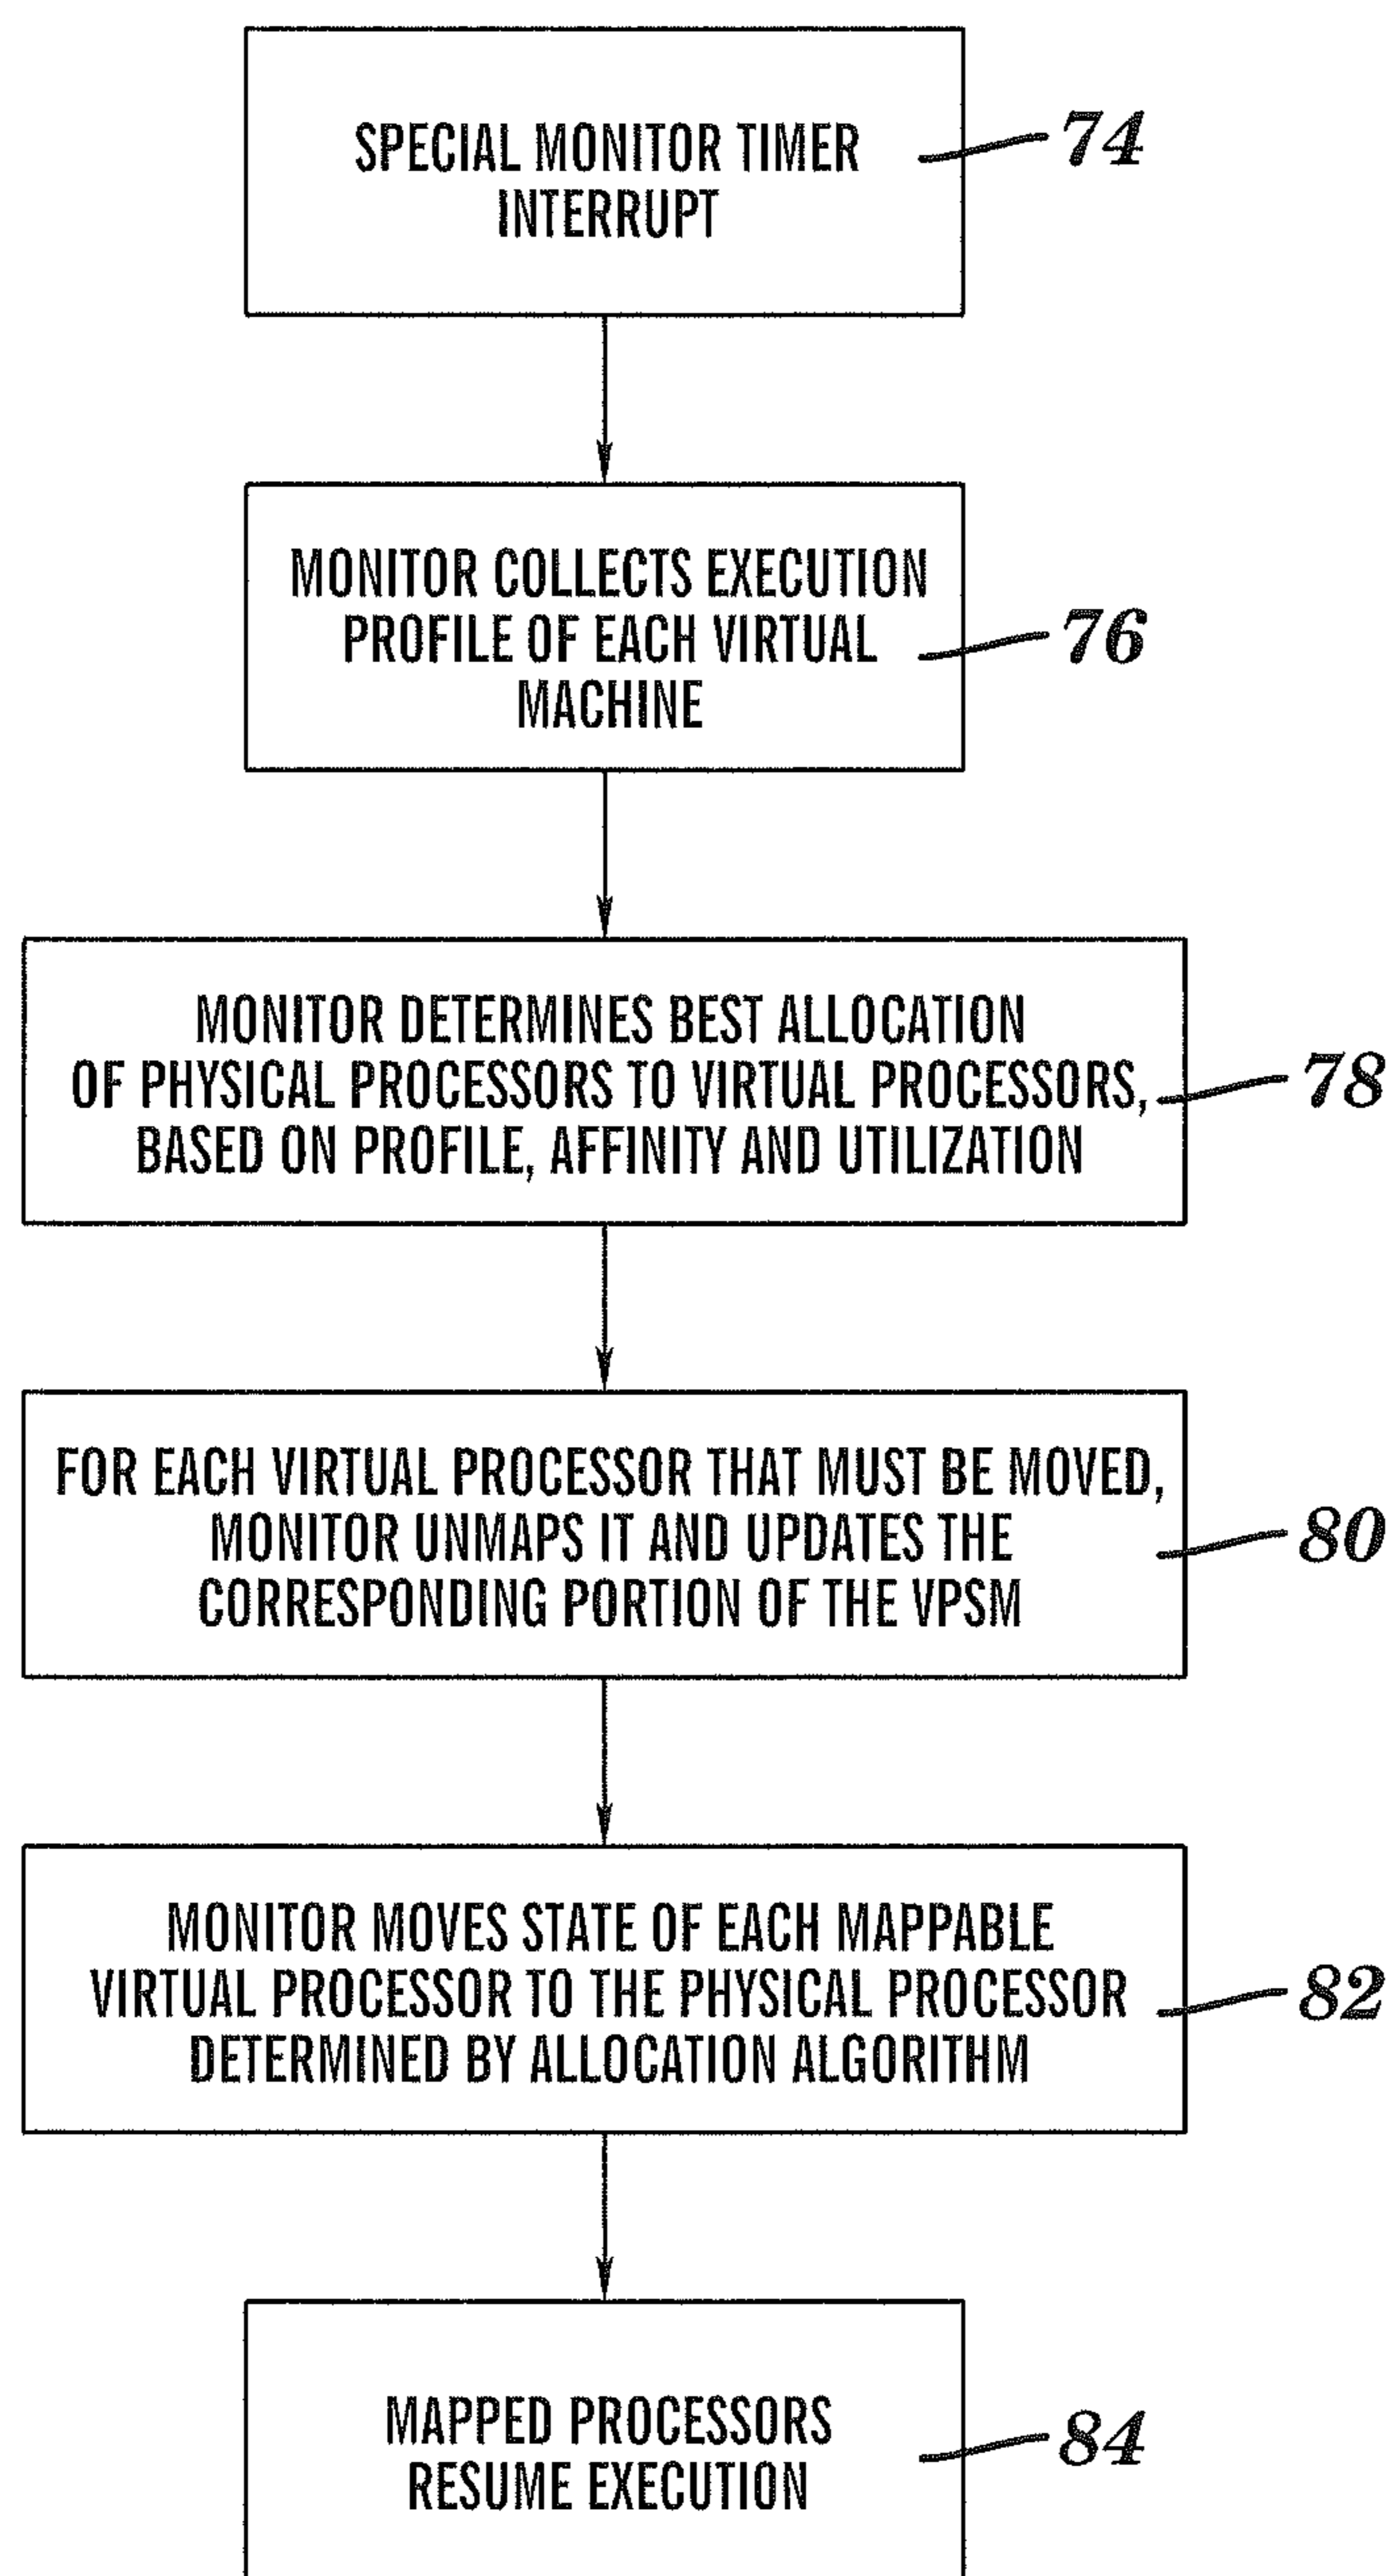 SPECIAL MONITOR TIMER
INTERRUPT
74
MONITOR COLLECTS EXECUTION
PROFILE OF EACH VIRTUAL
MACHINE
76
MONITOR DETERMINES BEST ALLOCATION
OF PHYSICAL PROCESSORS TO VIRTUAL PROCESSORS,
BASED ON PROFILE, AFFINITY AND UTILIZATION
78
FOR EACH VIRTUAL PROCESSOR THAT MUST BE MOVED,
MONITOR UNMAPS IT AND UPDATES THE
CORRESPONDING PORTION OF THE VPSM
80
MONITOR MOVES STATE OF EACH MAPPABLE
VIRTUAL PROCESSOR TO THE PHYSICAL PROCESSOR
DETERMINED BY ALLOCATION ALGORITHM
82
MAPPED PROCESSORS
RESUME EXECUTION
84